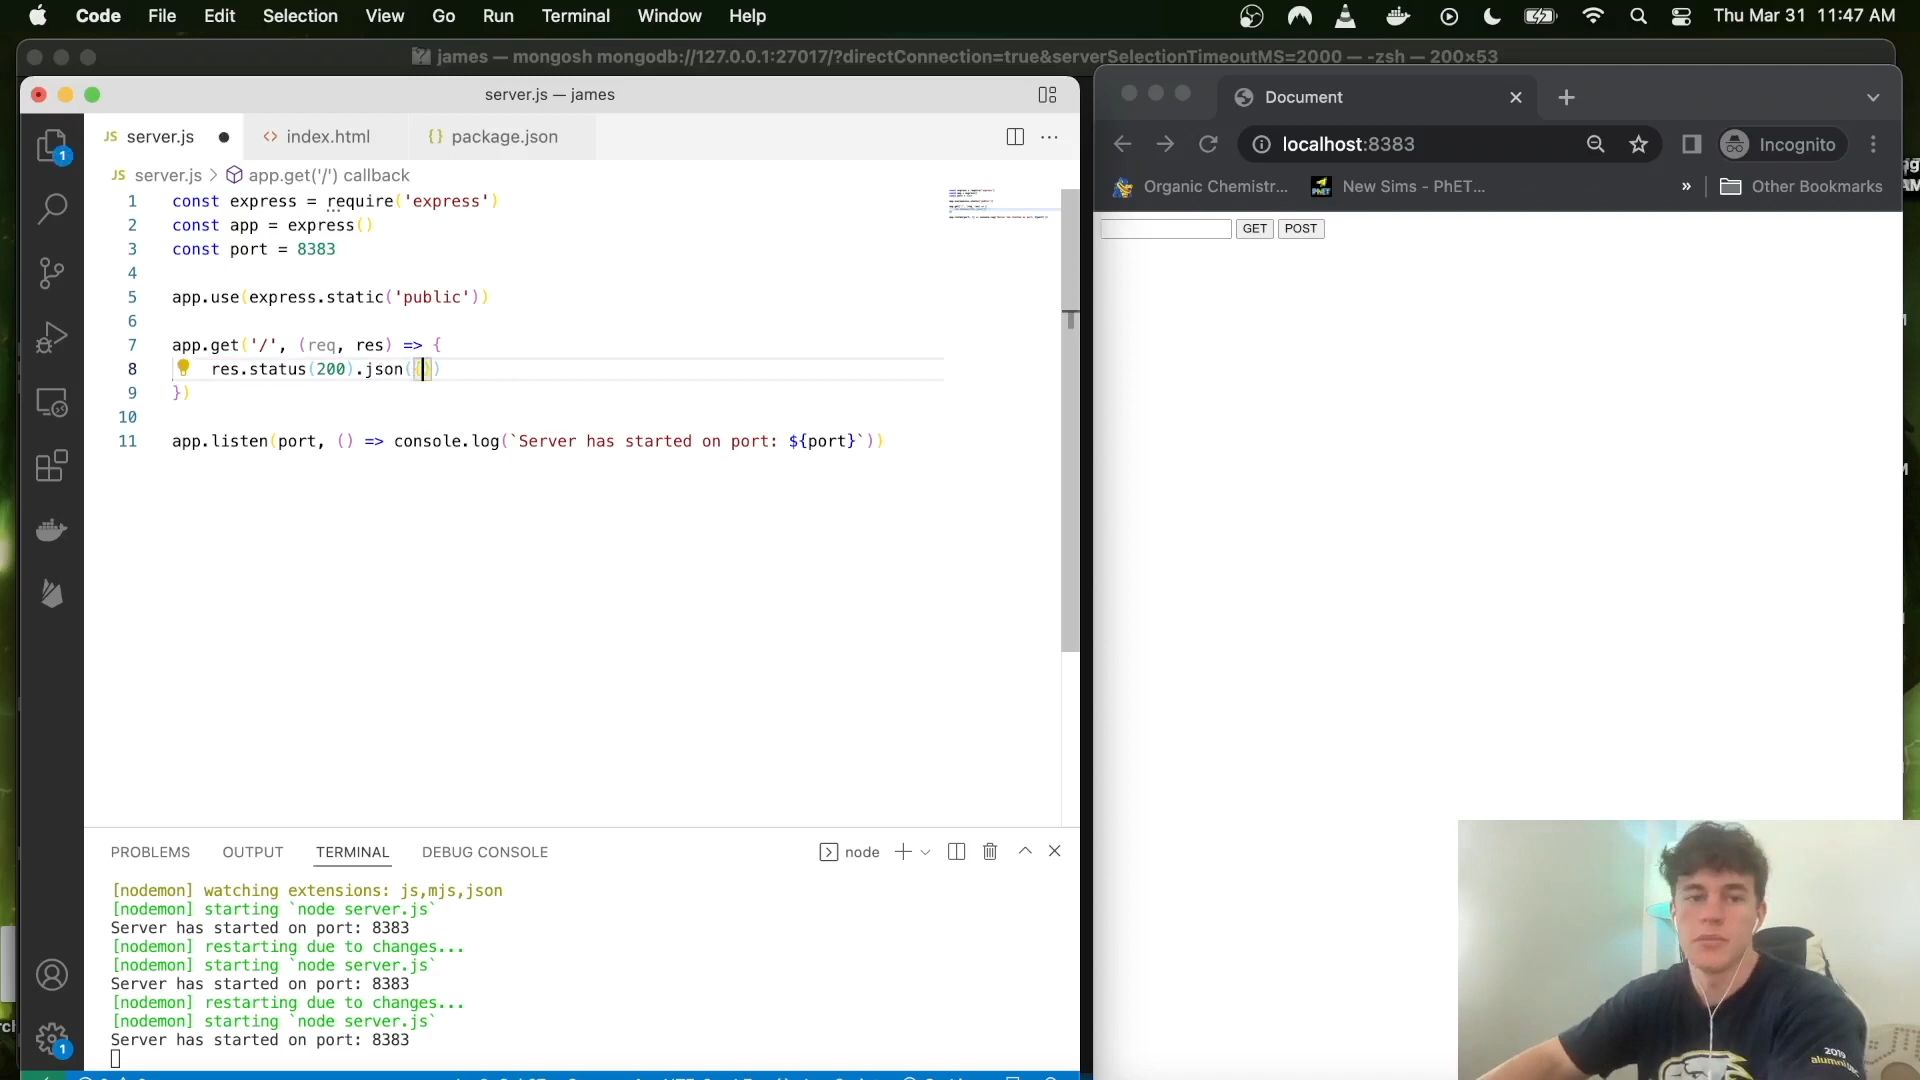 Code File Edit Selection View Go Run Terminal Window Help Thu Mar 31 11:47 AM
james — mongosh mongodb://127.0.0.1:27017/?directConnection=true&serverSelectionTimeoutMS=2000 — -zsh — 200×53
server.js — james
JS server.js index.html {} package.json
JS server.js > app.get('/') callback
1 const express = require('express')
2 const app = express()
3 const port = 8383
4
5 app.use(express.static('public'))
6
7 app.get('/', (req, res) => {
8 res.status(200).json({})
9 })
10
11 app.listen(port, () => console.log(`Server has started on port: ${port}`))
PROBLEMS OUTPUT TERMINAL DEBUG CONSOLE node
[nodemon] watching extensions: js,mjs,json
[nodemon] starting `node server.js`
Server has started on port: 8383
[nodemon] restarting due to changes...
[nodemon] starting `node server.js`
Server has started on port: 8383
[nodemon] restarting due to changes...
[nodemon] starting `node server.js`
Server has started on port: 8383
1
1
Document
localhost:8383 Incognito
Organic Chemistr... New Sims - PhET... » Other Bookmarks
GET POST
2019
alumni